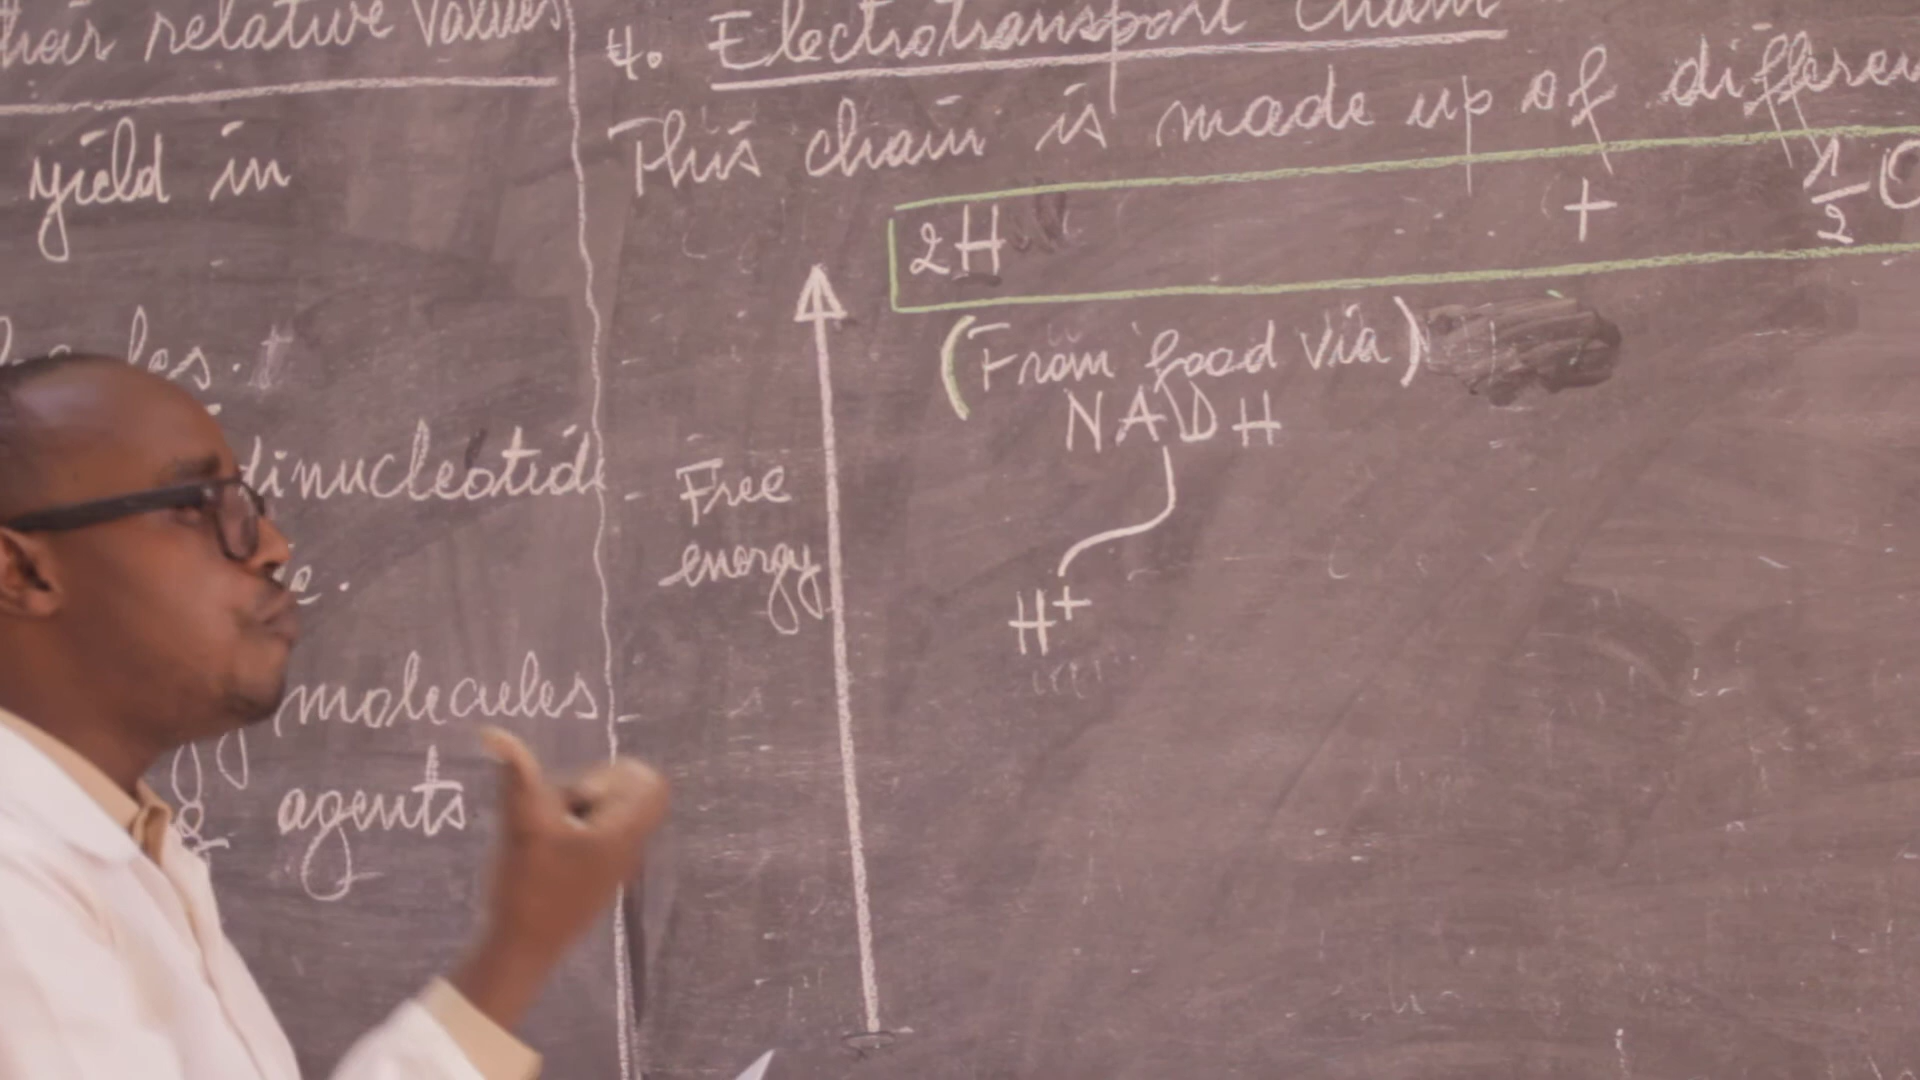 their relative values
yield in
dinucleotid
molecules
agents
4. Electrotransport chain
This chain is made up of differen
2H + 1/2 O
(From food via)
NADH
Free
energy
H+